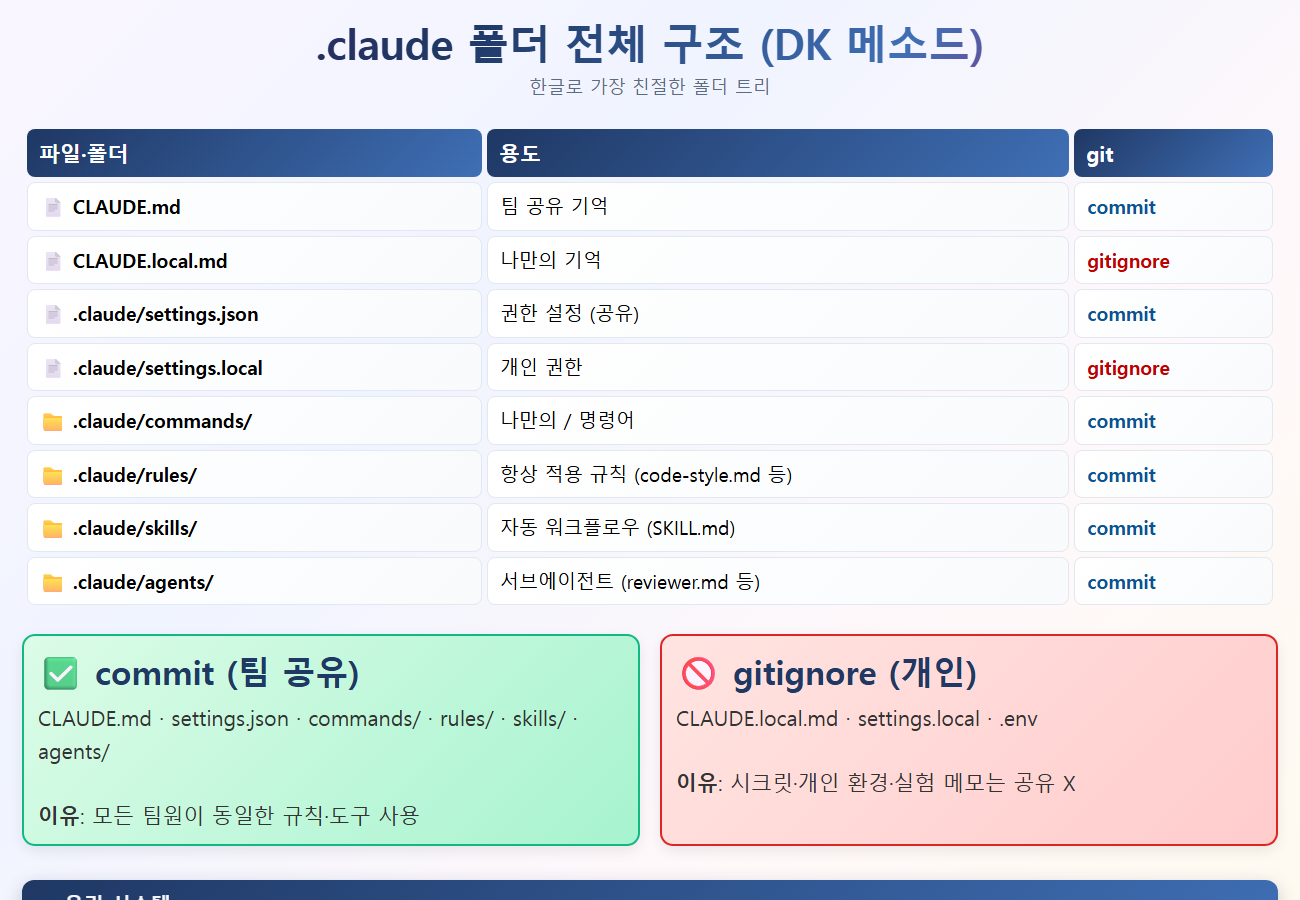 .claude 폴더 전체 구조 (DK 메소드)
한글로 가장 친절한 폴더 트리
파일·폴더 용도 git
CLAUDE.md 팀 공유 기억 commit
CLAUDE.local.md 나만의 기억 gitignore
.claude/settings.json 권한 설정 (공유) commit
.claude/settings.local 개인 권한 gitignore
.claude/commands/ 나만의 / 명령어 commit
.claude/rules/ 항상 적용 규칙 (code-style.md 등) commit
.claude/skills/ 자동 워크플로우 (SKILL.md) commit
.claude/agents/ 서브에이전트 (reviewer.md 등) commit
commit (팀 공유)
CLAUDE.md · settings.json · commands/ · rules/ · skills/ ·
agents/
이유: 모든 팀원이 동일한 규칙·도구 사용
gitignore (개인)
CLAUDE.local.md · settings.local · .env
이유: 시크릿·개인 환경·실험 메모는 공유 X